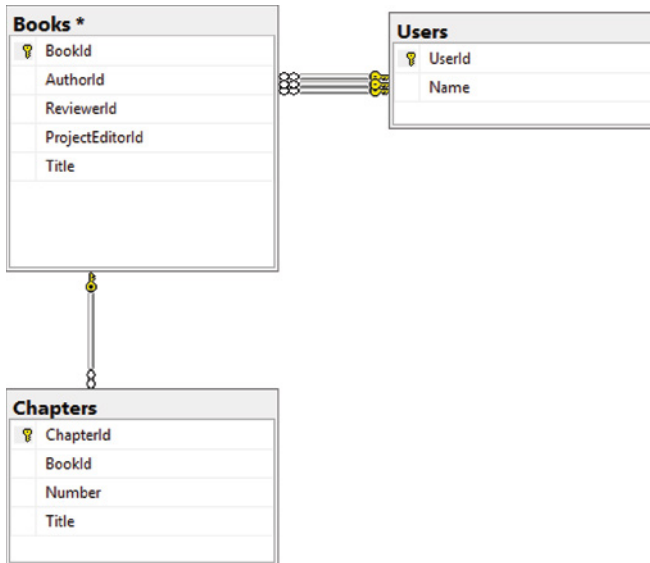 Books *
BookId
AuthorId
ReviewerId
ProjectEditorId
Title
Users
UserId
Name
Chapters
ChapterId
BookId
Number
Title